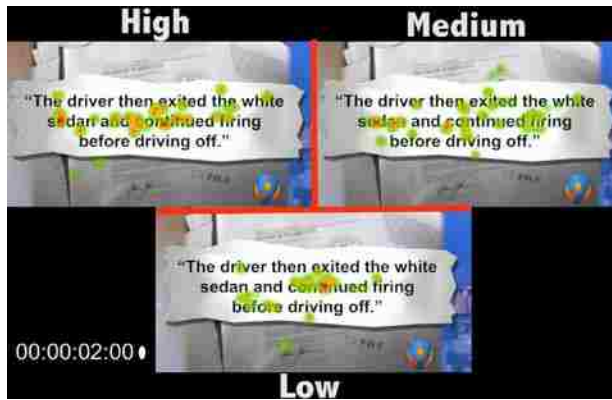 High
Medium
“The driver then exited the white
sedan and continued firing
before driving off.”
“The driver then exited the white
sedan and continued firing
before driving off.”
“The driver then exited the white
sedan and continued firing
before driving off.”
00:00:02:00
Low